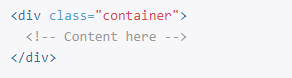 <div class="container">
  <!-- Content here -->
</div>